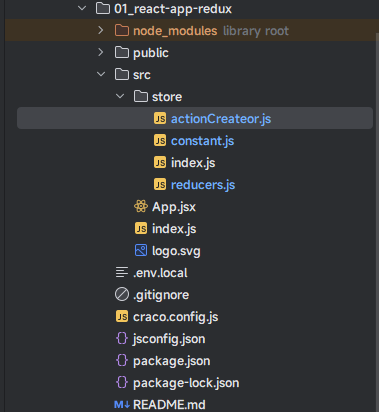 01_react-app-redux
node_modules library root
public
src
store
JS actionCreateor.js
JS constant.js
JS index.js
JS reducers.js
App.jsx
JS index.js
logo.svg
.env.local
.gitignore
JS craco.config.js
{} jsconfig.json
{} package.json
{} package-lock.json
M↓ README.md